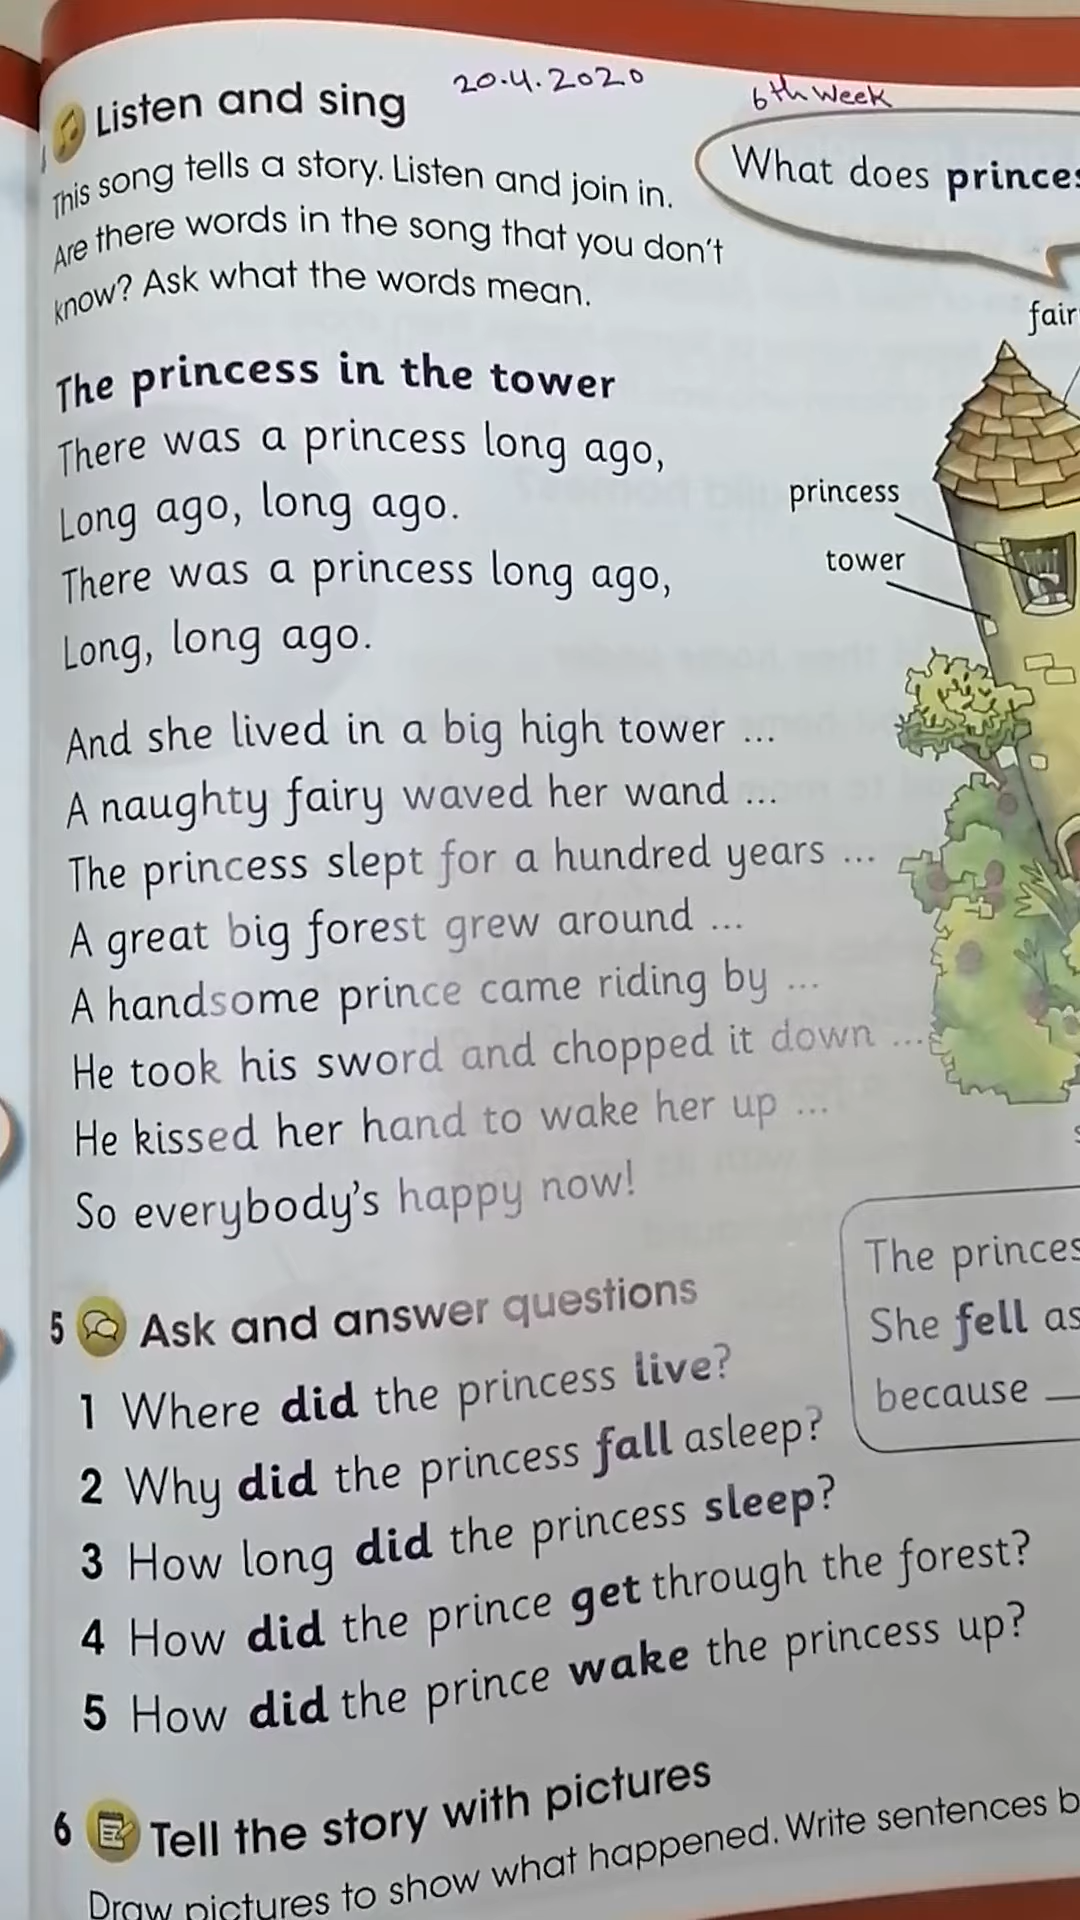 20.4.2020
6th Week
Listen and sing
This song tells a story. Listen and join in.
Are there words in the song that you don't
know? Ask what the words mean.
What does
The princess in the tower
There was a princess long ago,
Long ago, long ago.
There was a princess long ago,
Long, long ago.
princess
tower
And she lived in a big high tower ...
A naughty fairy waved her wand ...
The princess slept for a hundred years ...
A great big forest grew around ...
A handsome prince came riding by ...
He took his sword and chopped it down ...
He kissed her hand to wake her up ...
So everybody's happy now!
5 Ask and answer questions
1 Where did the princess live?
2 Why did the princess fall asleep?
3 How long did the princess sleep?
4 How did the prince get through the forest?
5 How did the prince wake the princess up?
The
She fell
because
6 Tell the story with pictures
Draw pictures to show what happened. Write sentences